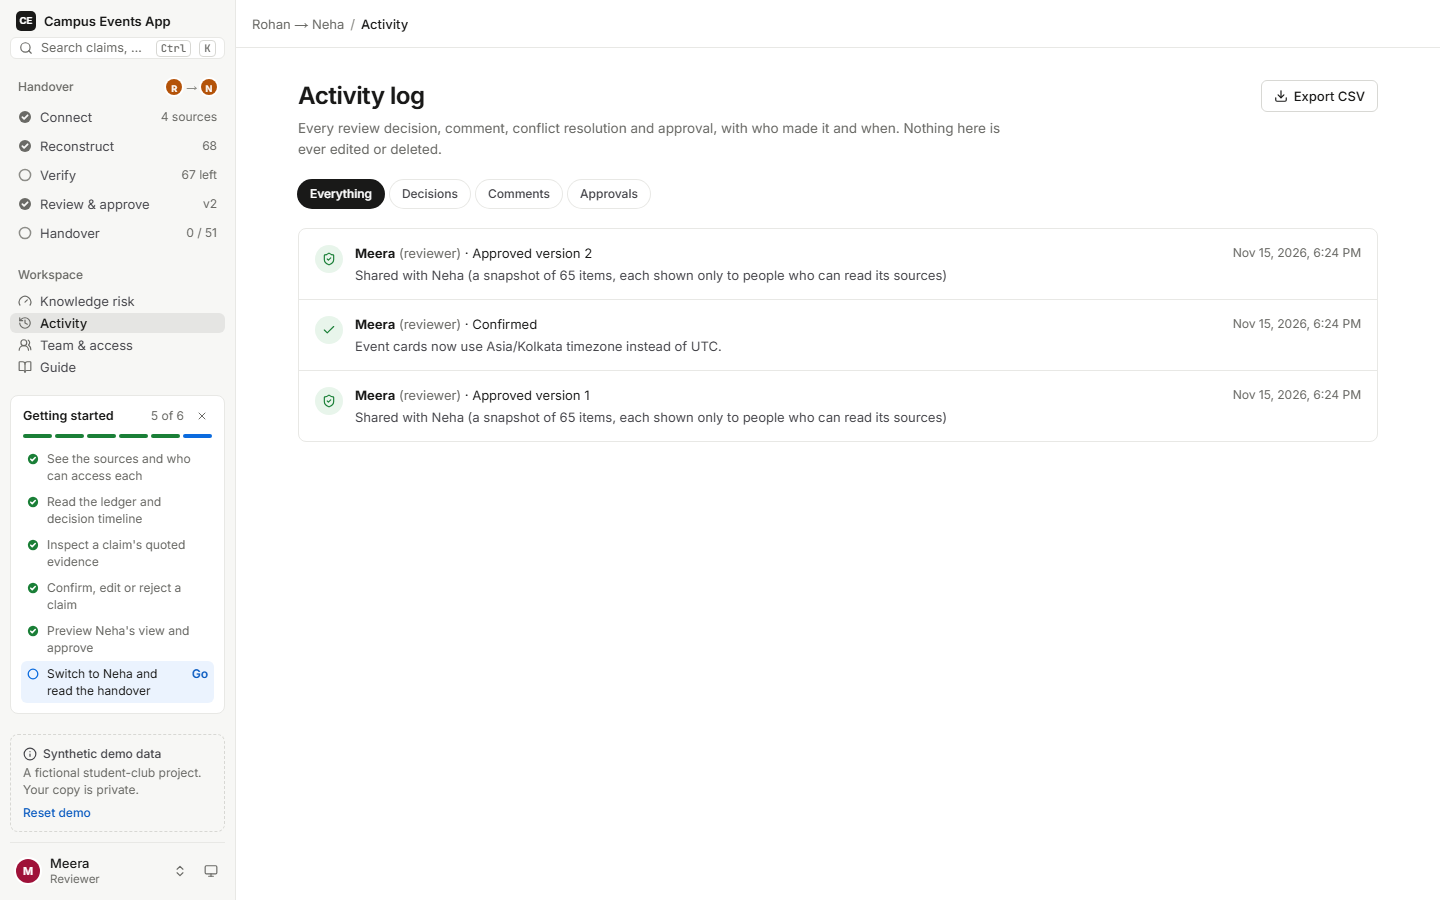 CE Campus Events App
Search claims, ... Ctrl K
Handover R → N
Connect 4 sources
Reconstruct 68
Verify 67 left
Review & approve v2
Handover 0 / 51
Workspace
Knowledge risk
Activity
Team & access
Guide
Getting started 5 of 6
See the sources and who
can access each
Read the ledger and
decision timeline
Inspect a claim's quoted
evidence
Confirm, edit or reject a
claim
Preview Neha's view and
approve
Switch to Neha and Go
read the handover
Synthetic demo data
A fictional student-club project.
Your copy is private.
Reset demo
M Meera
Reviewer
Rohan → Neha / Activity
Activity log
Export CSV
Every review decision, comment, conflict resolution and approval, with who made it and when. Nothing here is
ever edited or deleted.
Everything Decisions Comments Approvals
Meera (reviewer) · Approved version 2 Nov 15, 2026, 6:24 PM
Shared with Neha (a snapshot of 65 items, each shown only to people who can read its sources)
Meera (reviewer) · Confirmed Nov 15, 2026, 6:24 PM
Event cards now use Asia/Kolkata timezone instead of UTC.
Meera (reviewer) · Approved version 1 Nov 15, 2026, 6:24 PM
Shared with Neha (a snapshot of 65 items, each shown only to people who can read its sources)